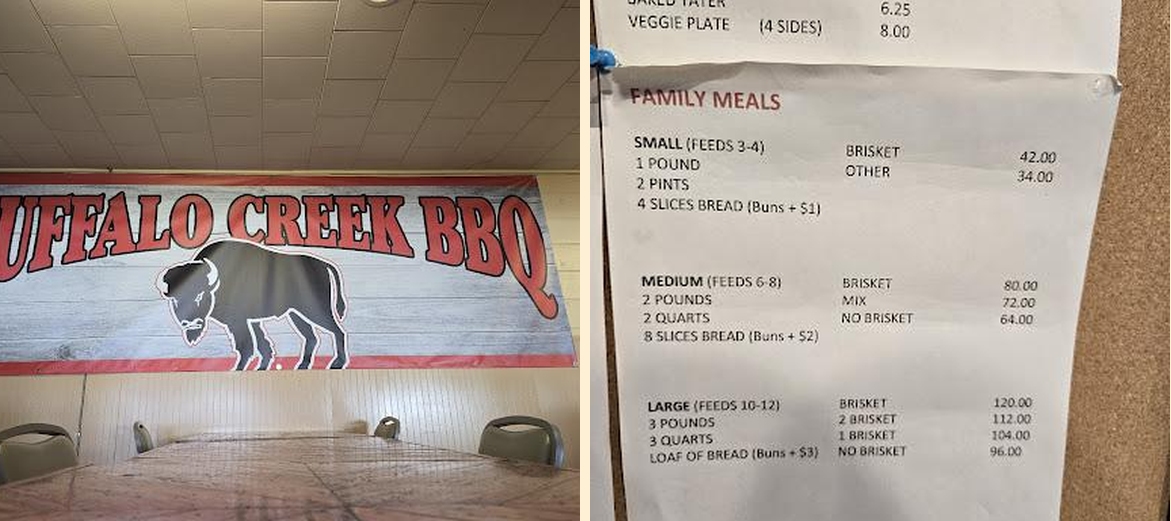 UFFALO CREEK BBQ
BAKED TATER 6.25
VEGGIE PLATE (4 SIDES) 8.00
FAMILY MEALS
SMALL (FEEDS 3-4) BRISKET 42.00
1 POUND OTHER 34.00
2 PINTS
4 SLICES BREAD (Buns + $1)
MEDIUM (FEEDS 6-8) BRISKET 80.00
2 POUNDS MIX 72.00
2 QUARTS NO BRISKET 64.00
8 SLICES BREAD (Buns + $2)
LARGE (FEEDS 10-12) BRISKET 120.00
3 POUNDS 2 BRISKET 112.00
3 QUARTS 1 BRISKET 104.00
LOAF OF BREAD (Buns + $3) NO BRISKET 96.00